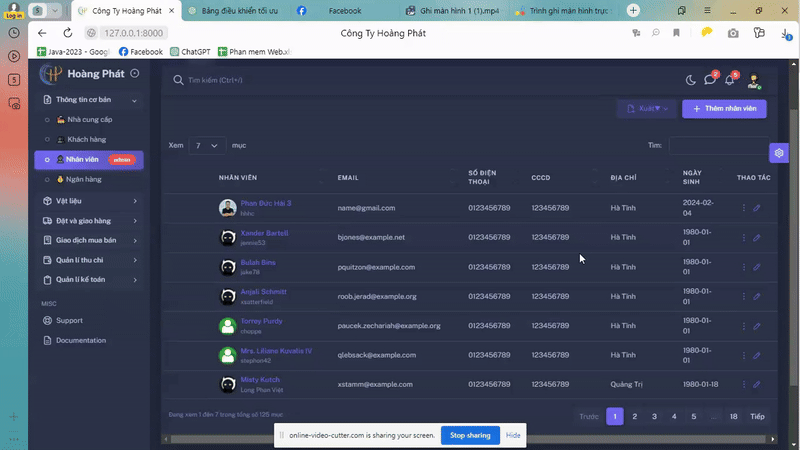 5
Công Ty Hoàng Phát
Bảng điều khiển tối ưu
Facebook
Ghi màn hình 1 (1).mp4
Trình ghi màn hình trực
Log in
127.0.0.1:8000
Công Ty Hoàng Phát
Java-2023 - Googl
Facebook
ChatGPT
Phan mem Web.xls
5
Hoàng Phát
Tìm kiếm (Ctrl+/)
Thông tin cơ bản
Nhà cung cấp
Khách hàng
Nhân viên
admin
Ngân hàng
Vật liệu
Đặt và giao hàng
Giao dịch mua bán
Quản lí thu chi
Quản lí kế toán
MISC
Support
Documentation
Xuất
+ Thêm nhân viên
Xem 7 mục
Tìm:
NHÂN VIÊN EMAIL SỐ ĐIỆN THOẠI CCCD ĐỊA CHỈ NGÀY SINH THAO TÁC
Phan Đức Hải 3 name@gmail.com 0123456789 123456789 Hà Tĩnh 2024-02-04
hhhc
Xander Bartell bjones@example.net 0123456789 123456789 Hà Tĩnh 1980-01-01
jannie53
Bulah Bins pquitzon@example.com 0123456789 123456789 Hà Tĩnh 1980-01-01
jake78
Anjali Schmitt roob.jerad@example.org 0123456789 123456789 Hà Tĩnh 1980-01-01
xsatterfield
Torrey Purdy paucek.zechariah@example.org 0123456789 123456789 Hà Tĩnh 1980-01-01
choppe
Mrs. Liliane Rosalie IV qlebsack@example.com 0123456789 123456789 Hà Tĩnh 1980-01-01
stephon42
Misty Kutch xstamm@example.com 0123456789 123456789 Quảng Trị 1980-01-18
Long Phan Việt
Đang xem 1 đến 7 trong tổng số 125 mục
Trước 1 2 3 4 5 ... 18 Tiếp
online-video-cutter.com is sharing your screen.
Stop sharing
Hide